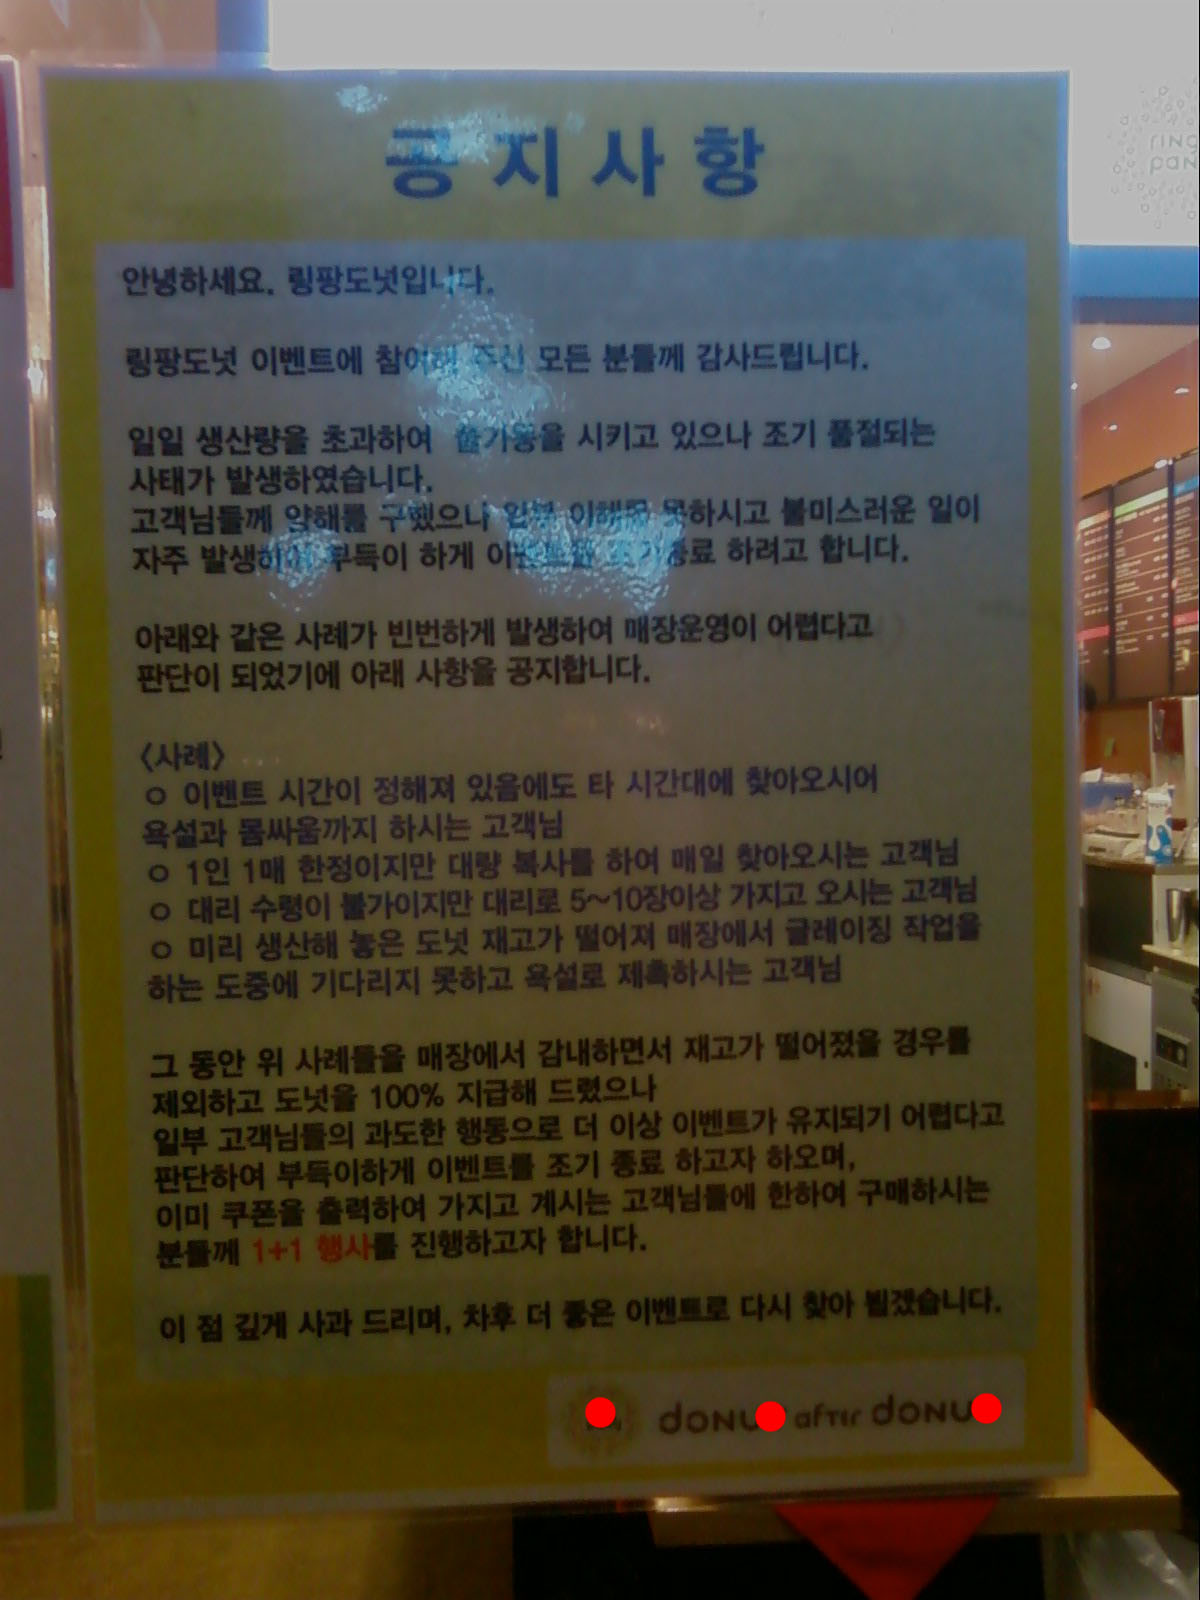 공지사항
안녕하세요. 링팡도넛입니다.
링팡도넛 이벤트에 참여해 주신 모든 분들께 감사드립니다.
일일 생산량을 초과하여 시키고 있으나 조기 품절되는
사태가 발생하였습니다.
고객님들께 양해를 구했으나 일부 이해를 못하시고 불미스러운 일이
자주 발생하여 부득이 하게 이벤트를 조기종료 하려고 합니다.
아래와 같은 사례가 빈번하게 발생하여 매장운영이 어렵다고
판단이 되었기에 아래 사항을 공지합니다.
<사례>
ㅇ 이벤트 시간이 정해져 있음에도 타 시간대에 찾아오시어
욕설과 몸싸움까지 하시는 고객님
ㅇ 1인 1매 한정이지만 대량 복사를 하여 매일 찾아오시는 고객님
ㅇ 대리 수령이 불가이지만 대리로 5~10장이상 가지고 오시는 고객님
ㅇ 미리 생산해 놓은 도넛 재고가 떨어져 매장에서 글레이징 작업을
하는 도중에 기다리지 못하고 욕설로 재촉하시는 고객님
그 동안 위 사례들을 매장에서 감내하면서 재고가 떨어졌을 경우를
제외하고 도넛을 100% 지급해 드렸으나
일부 고객님들의 과도한 행동으로 더 이상 이벤트가 유지되기 어렵다고
판단하여 부득이하게 이벤트를 조기 종료 하고자 하오며,
이미 쿠폰을 출력하여 가지고 계시는 고객님들에 한하여 구매하시는
분들께 1+1 행사를 진행하고자 합니다.
이 점 깊게 사과 드리며, 차후 더 좋은 이벤트로 다시 찾아 뵙겠습니다.
after